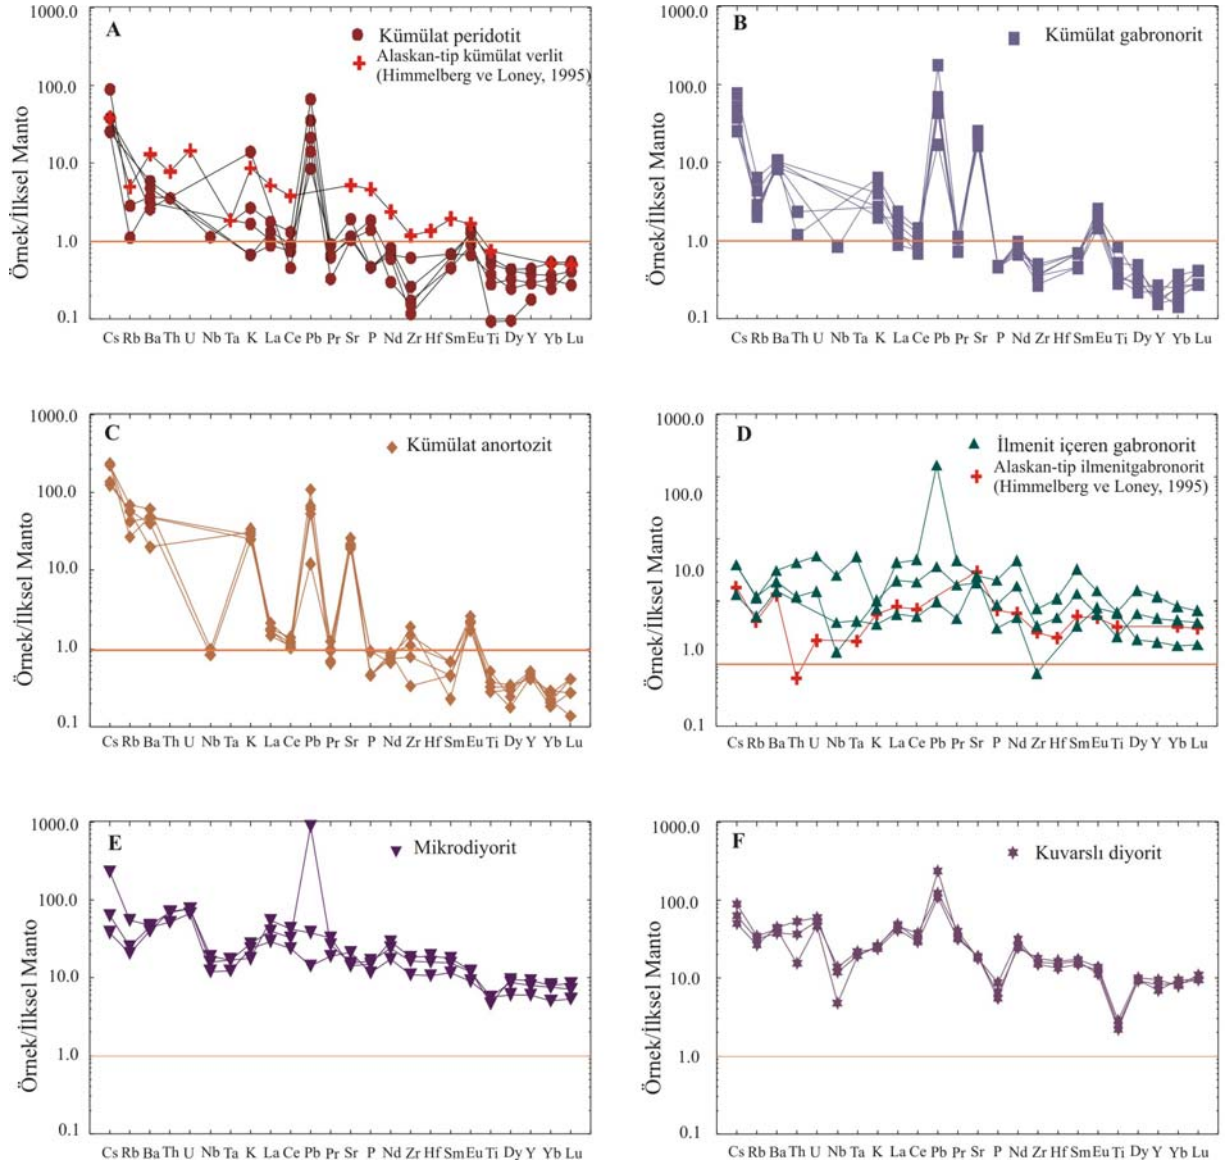 A
Kümülat peridotit
Alaskan-tip kümülat verlit
(Himmelberg ve Loney, 1995)
Örnek/İlksel Manto
1000.0
100.0
10.0
1.0
0.1
Cs Rb Ba Th U Nb Ta K La Ce Pb Pr Sr P Nd Zr Hf Sm Eu Ti Dy Y Yb Lu
B
Kümülat gabronorit
Örnek/İlksel Manto
1000.0
100.0
10.0
1.0
0.1
Cs Rb Ba Th U Nb Ta K La Ce Pb Pr Sr P Nd Zr Hf Sm Eu Ti Dy Y Yb Lu
C
Kümülat anortozit
Örnek/İlksel Manto
1000.0
100.0
10.0
1.0
0.1
Cs Rb Ba Th U Nb Ta K La Ce Pb Pr Sr P Nd Zr Hf Sm Eu Ti Dy Y Yb Lu
D
İlmenit içeren gabronorit
Alaskan-tip ilmenitgabronorit
(Himmelberg ve Loney, 1995)
Örnek/İlksel Manto
1000.0
100.0
10.0
1.0
0.1
Cs Rb Ba Th U Nb Ta K La Ce Pb Pr Sr P Nd Zr Hf Sm Eu Ti Dy Y Yb Lu
E
Mikrodiyorit
Örnek/İlksel Manto
1000.0
100.0
10.0
1.0
0.1
Cs Rb Ba Th U Nb Ta K La Ce Pb Pr Sr P Nd Zr Hf Sm Eu Ti Dy Y Yb Lu
F
Kuvarslı diyorit
Örnek/İlksel Manto
1000.0
100.0
10.0
1.0
0.1
Cs Rb Ba Th U Nb Ta K La Ce Pb Pr Sr P Nd Zr Hf Sm Eu Ti Dy Y Yb Lu